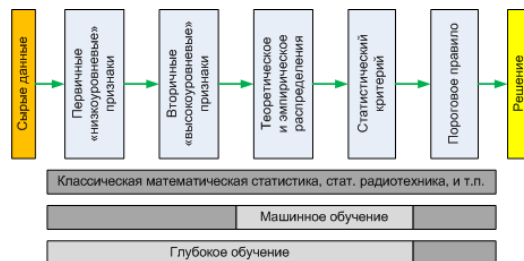 Сырые данные
Первичные
«низкоуровневые»
признаки
Вторичные
«высокоуровневые»
признаки
Теоретическое
и эмпирическое
распределения
Статистический
критерий
Пороговое правило
Решение
Классическая математическая статистика, стат. радиотехника, и т.п.
Машинное обучение
Глубокое обучение